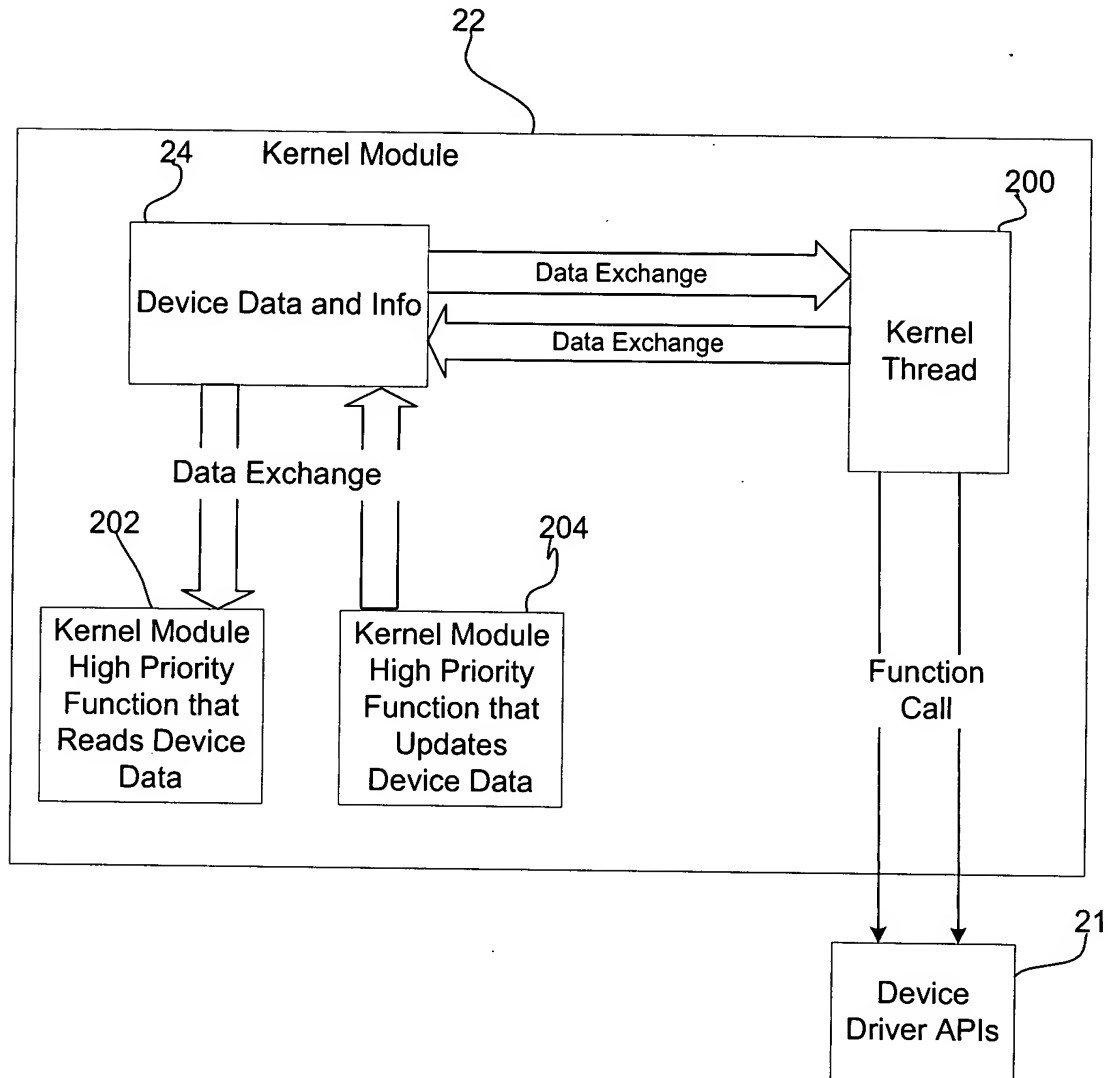 22
24
Kernel Module
200
Data Exchange
Device Data and Info
Data Exchange
Kernel
Thread
Data Exchange
202
204
Kernel Module
High Priority
Function that
Reads Device
Data
Kernel Module
High Priority
Function that
Updates
Device Data
Function
Call
21
Device
Driver APIs